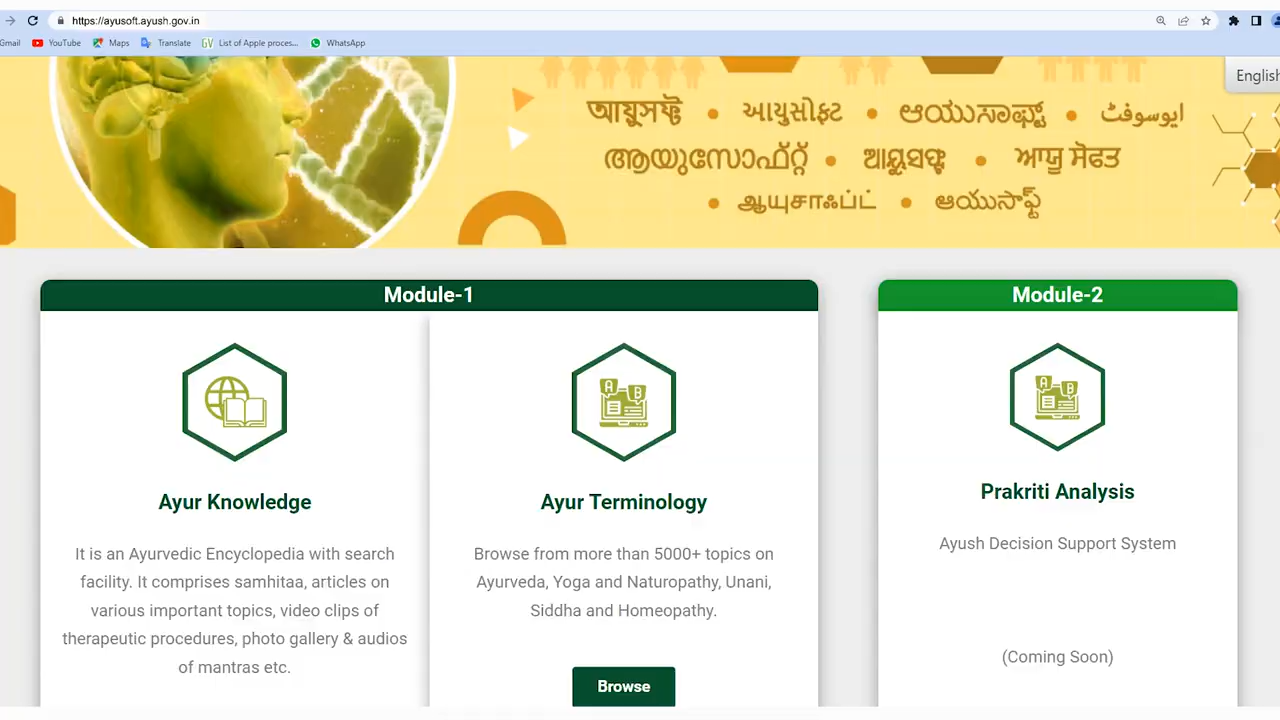 https://ayusoft.ayush.gov.in
Gmail YouTube Maps Translate List of Apple proces... WhatsApp
English
আয়ুসফ্ট • આયુસોફ્ટ • ಆಯುಸಾಫ್ಟ್ • ایوسوفٹ
ആയുസോഫ്റ്റ് • ଆୟୁସଫ୍ଟ • ਆਯੂ ਸੋਫਤ
• ஆயுசாஃப்ட் • ఆయుసాఫ్ట్
Module-1
Module-2
Ayur Knowledge
It is an Ayurvedic Encyclopedia with search
facility. It comprises samhitaa, articles on
various important topics, video clips of
therapeutic procedures, photo gallery & audios
of mantras etc.
A B
Ayur Terminology
Browse from more than 5000+ topics on
Ayurveda, Yoga and Naturopathy, Unani,
Siddha and Homeopathy.
Browse
A B
Prakriti Analysis
Ayush Decision Support System
(Coming Soon)